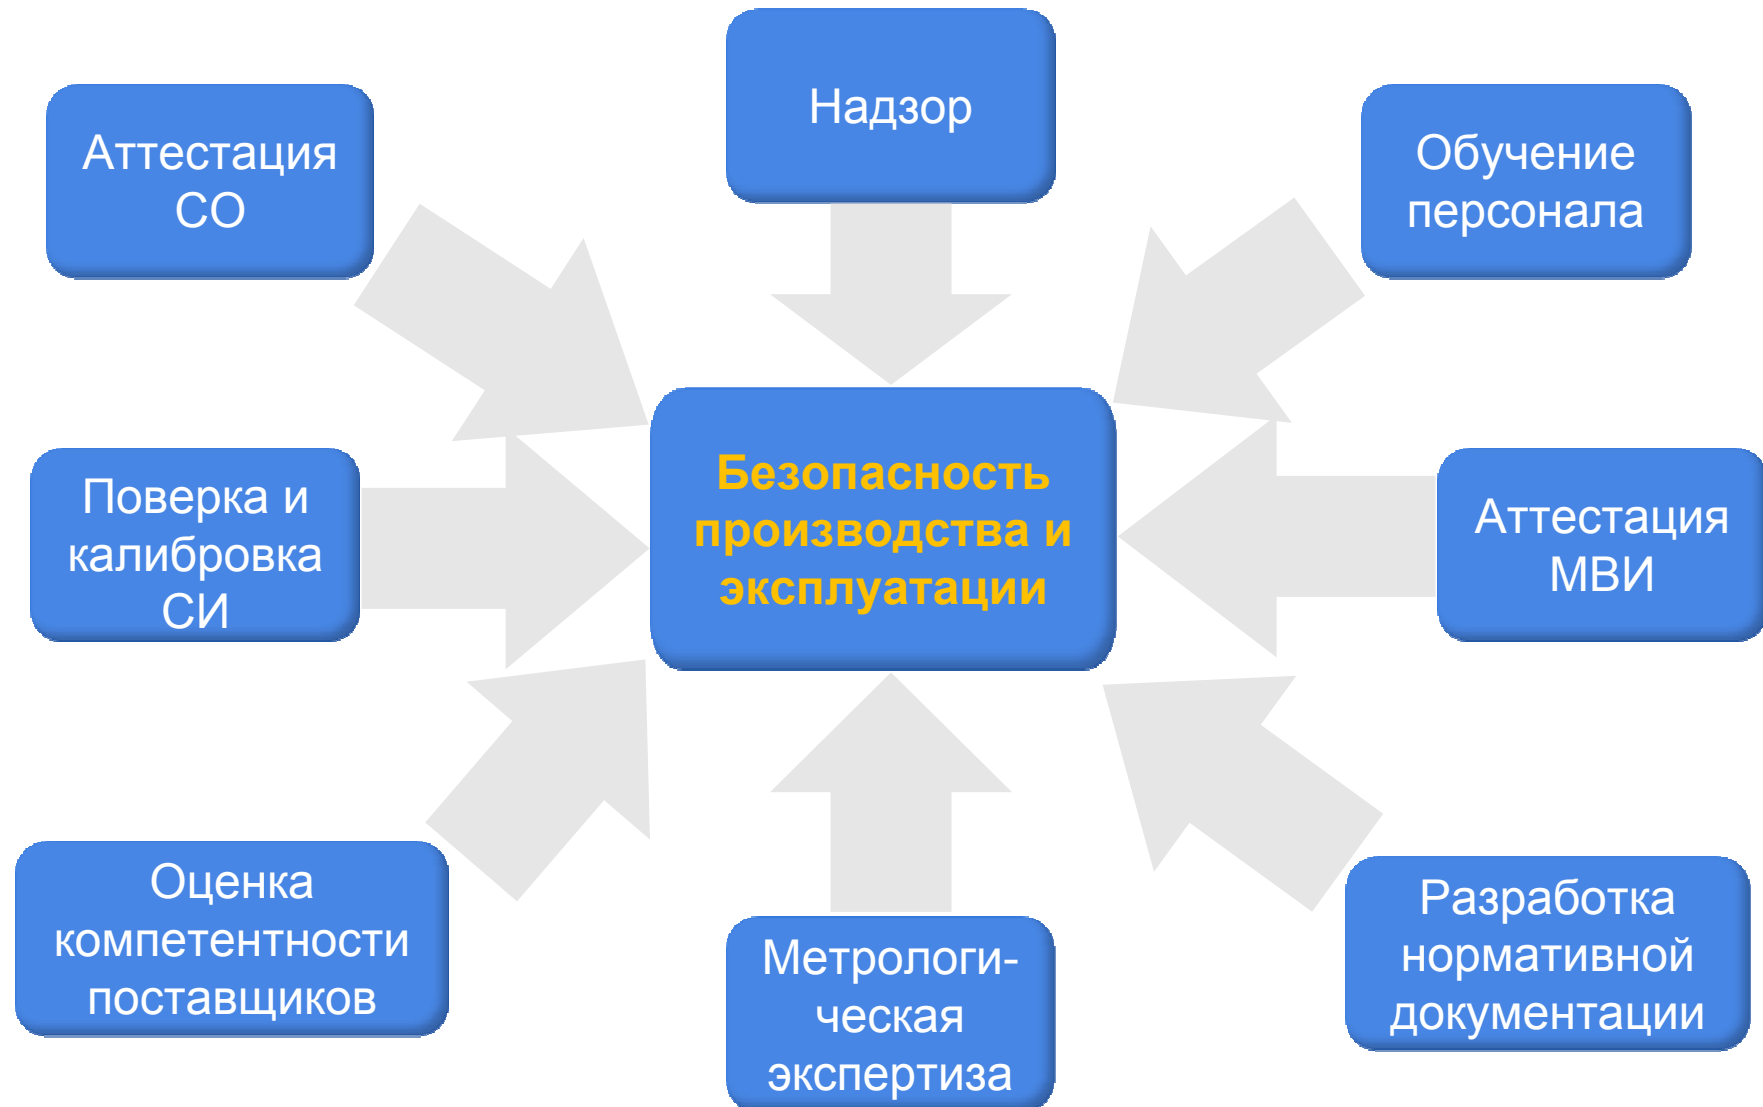 Надзор
Аттестация
СО
Обучение
персонала
Безопасность
производства и
эксплуатации
Поверка и
калибровка
СИ
Аттестация
МВИ
Оценка
компетентности
поставщиков
Метрологи-
ческая
экспертиза
Разработка
нормативной
документации